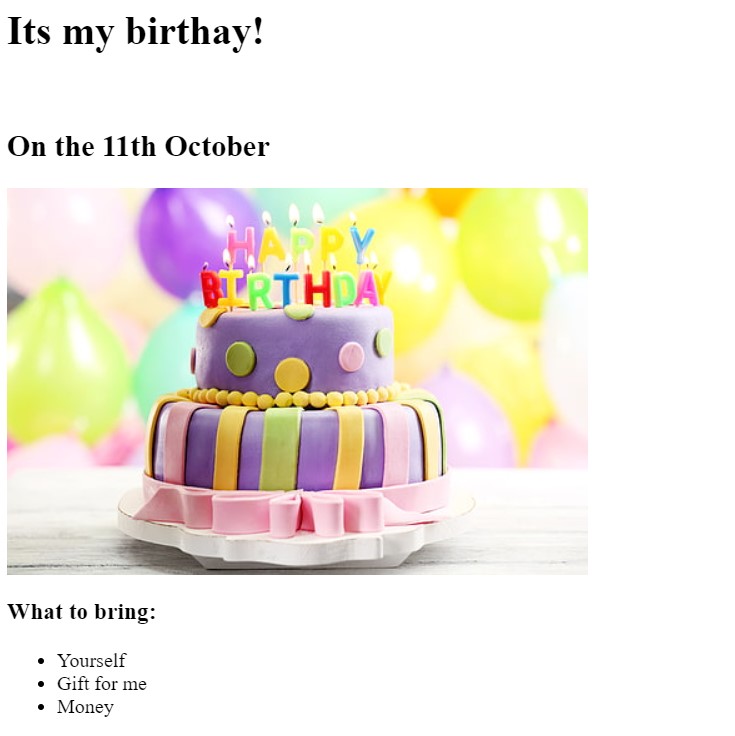 Its my birthay!
On the 11th October
HAPPY
BIRTHDAY
What to bring:
Yourself
Gift for me
Money